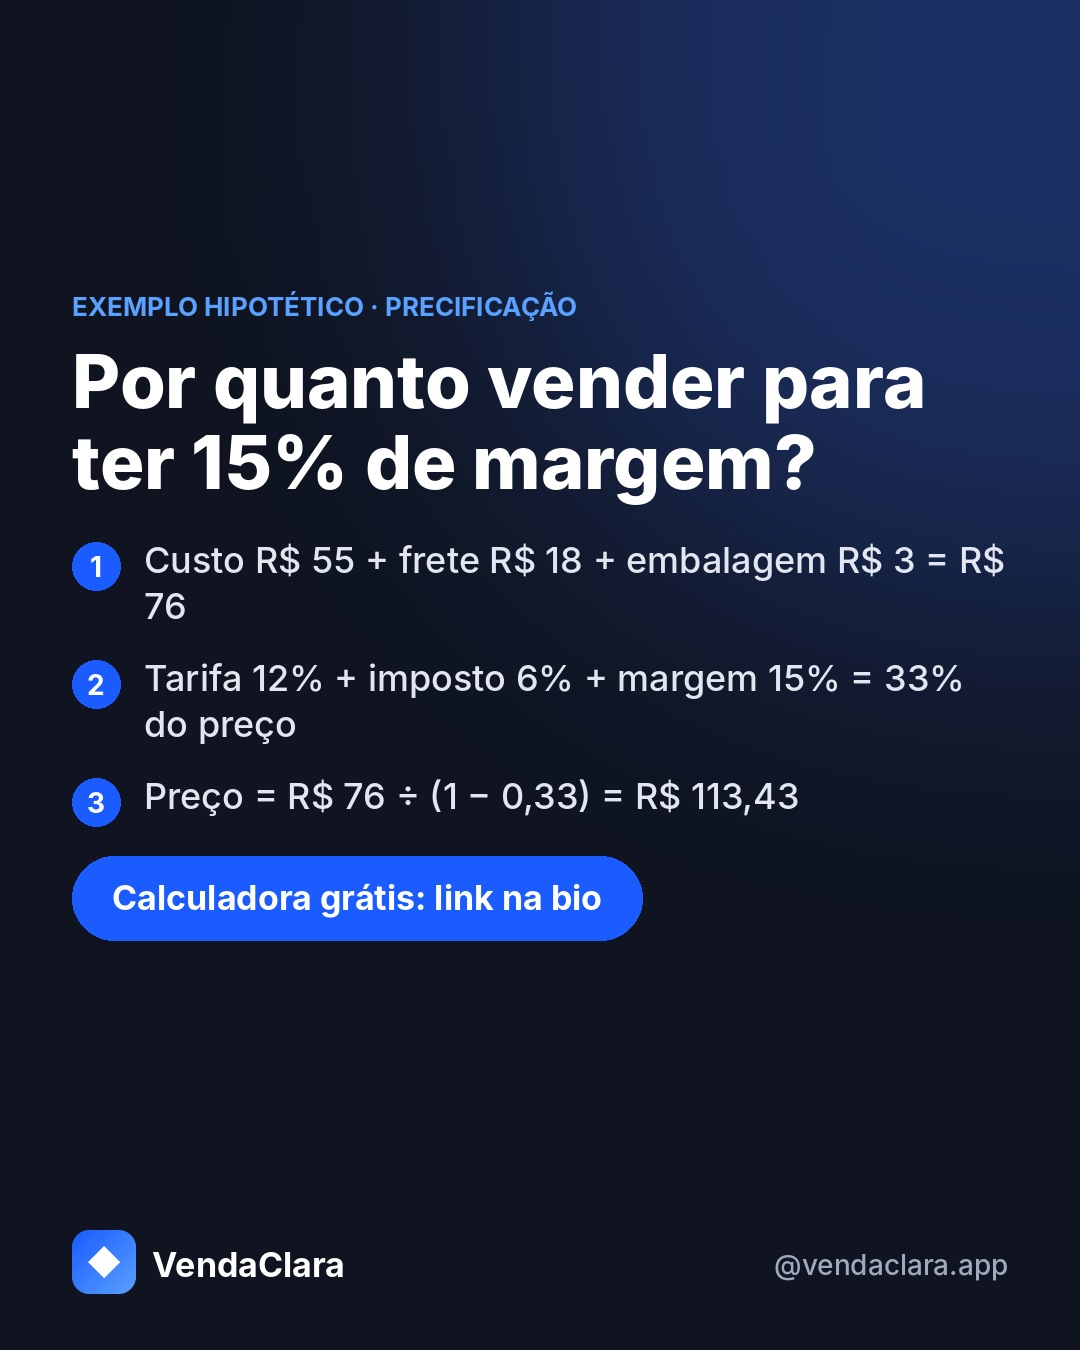 EXEMPLO HIPOTÉTICO · PRECIFICAÇÃO
Por quanto vender para
ter 15% de margem?
1 Custo R$ 55 + frete R$ 18 + embalagem R$ 3 = R$
76
2 Tarifa 12% + imposto 6% + margem 15% = 33%
do preço
3 Preço = R$ 76 ÷ (1 − 0,33) = R$ 113,43
Calculadora grátis: link na bio
VendaClara
@vendaclara.app